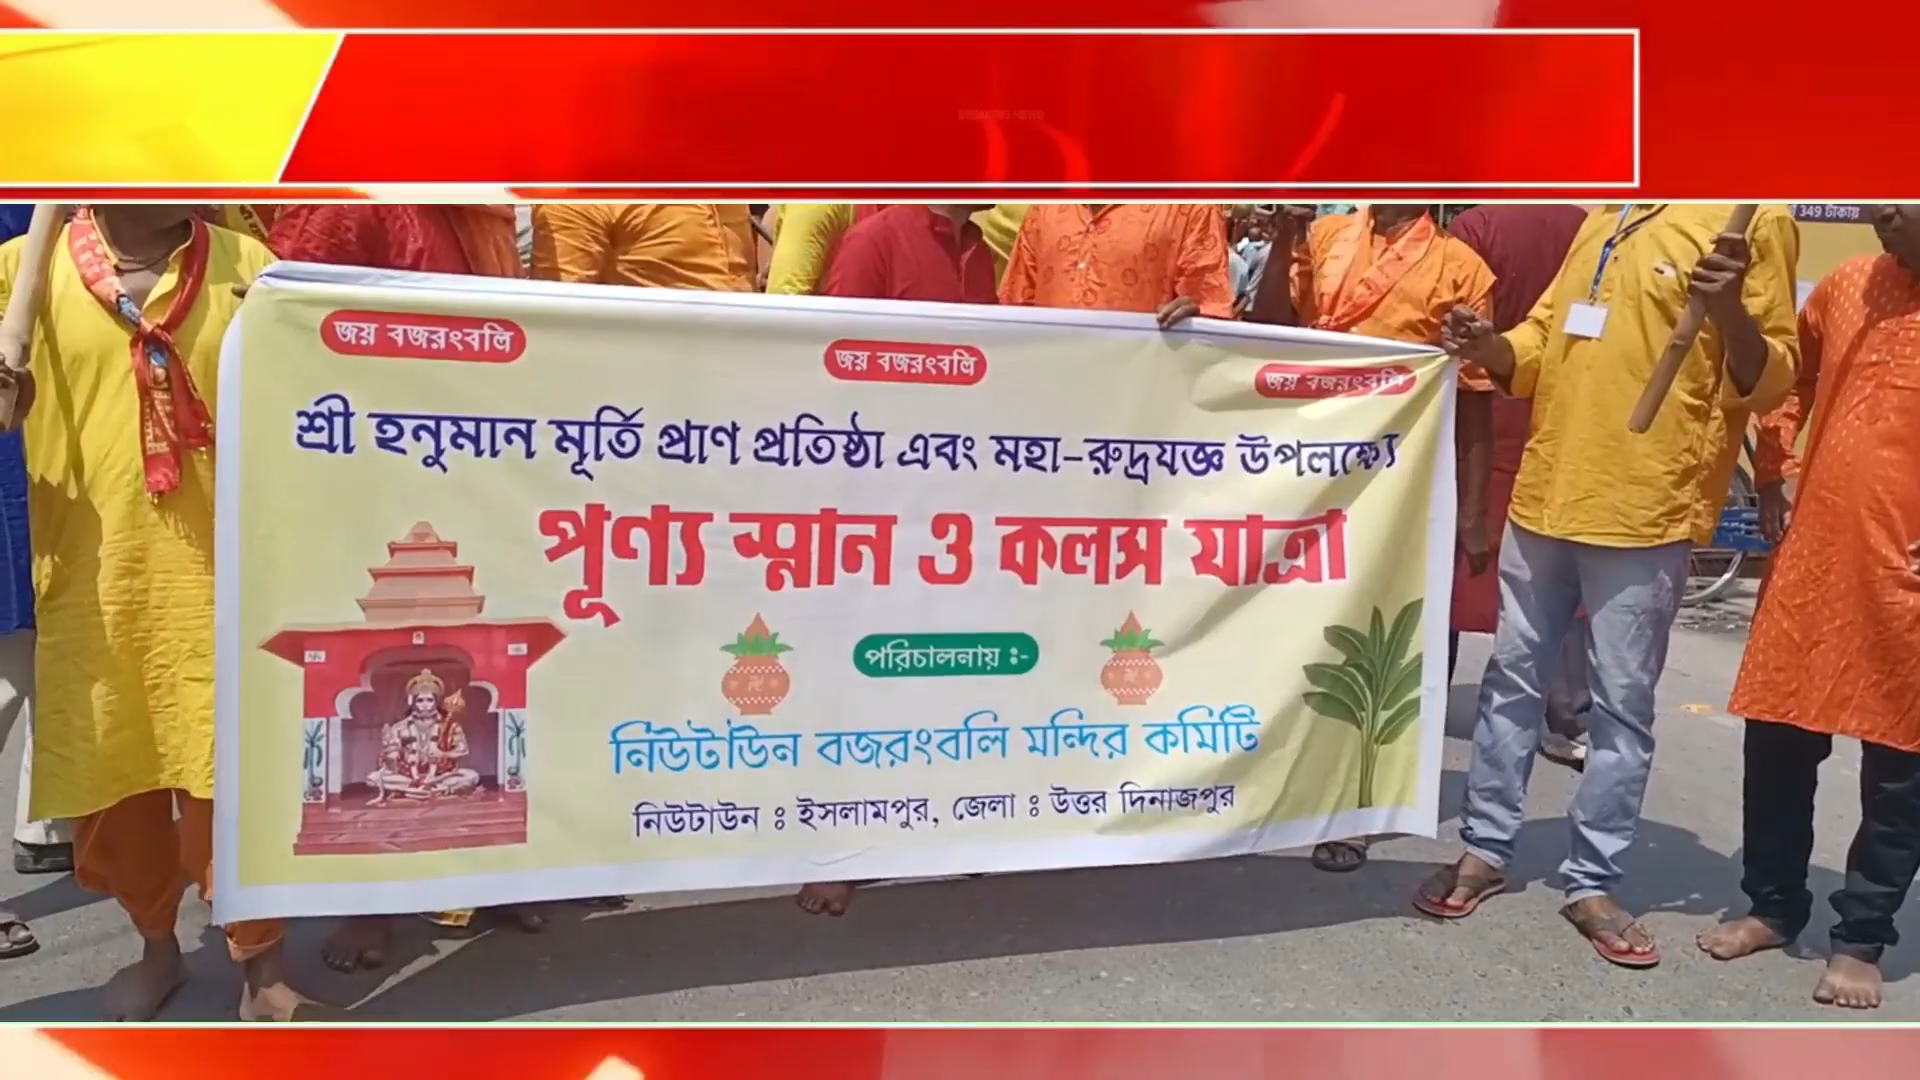 349 টাকায়
জয় বজরংবলি
জয় বজরংবলি
জয় বজরংবলি
শ্রী হনুমান মূর্তি প্রাণ প্রতিষ্ঠা এবং মহা-রুদ্রযজ্ঞ উপলক্ষ্যে
পূণ্য স্নান ও কলস যাত্রা
পরিচালনায় ঃ-
নিউটাউন বজরংবলি মন্দির কমিটি
নিউটাউন ঃ ইসলামপুর, জেলা ঃ উত্তর দিনাজপুর